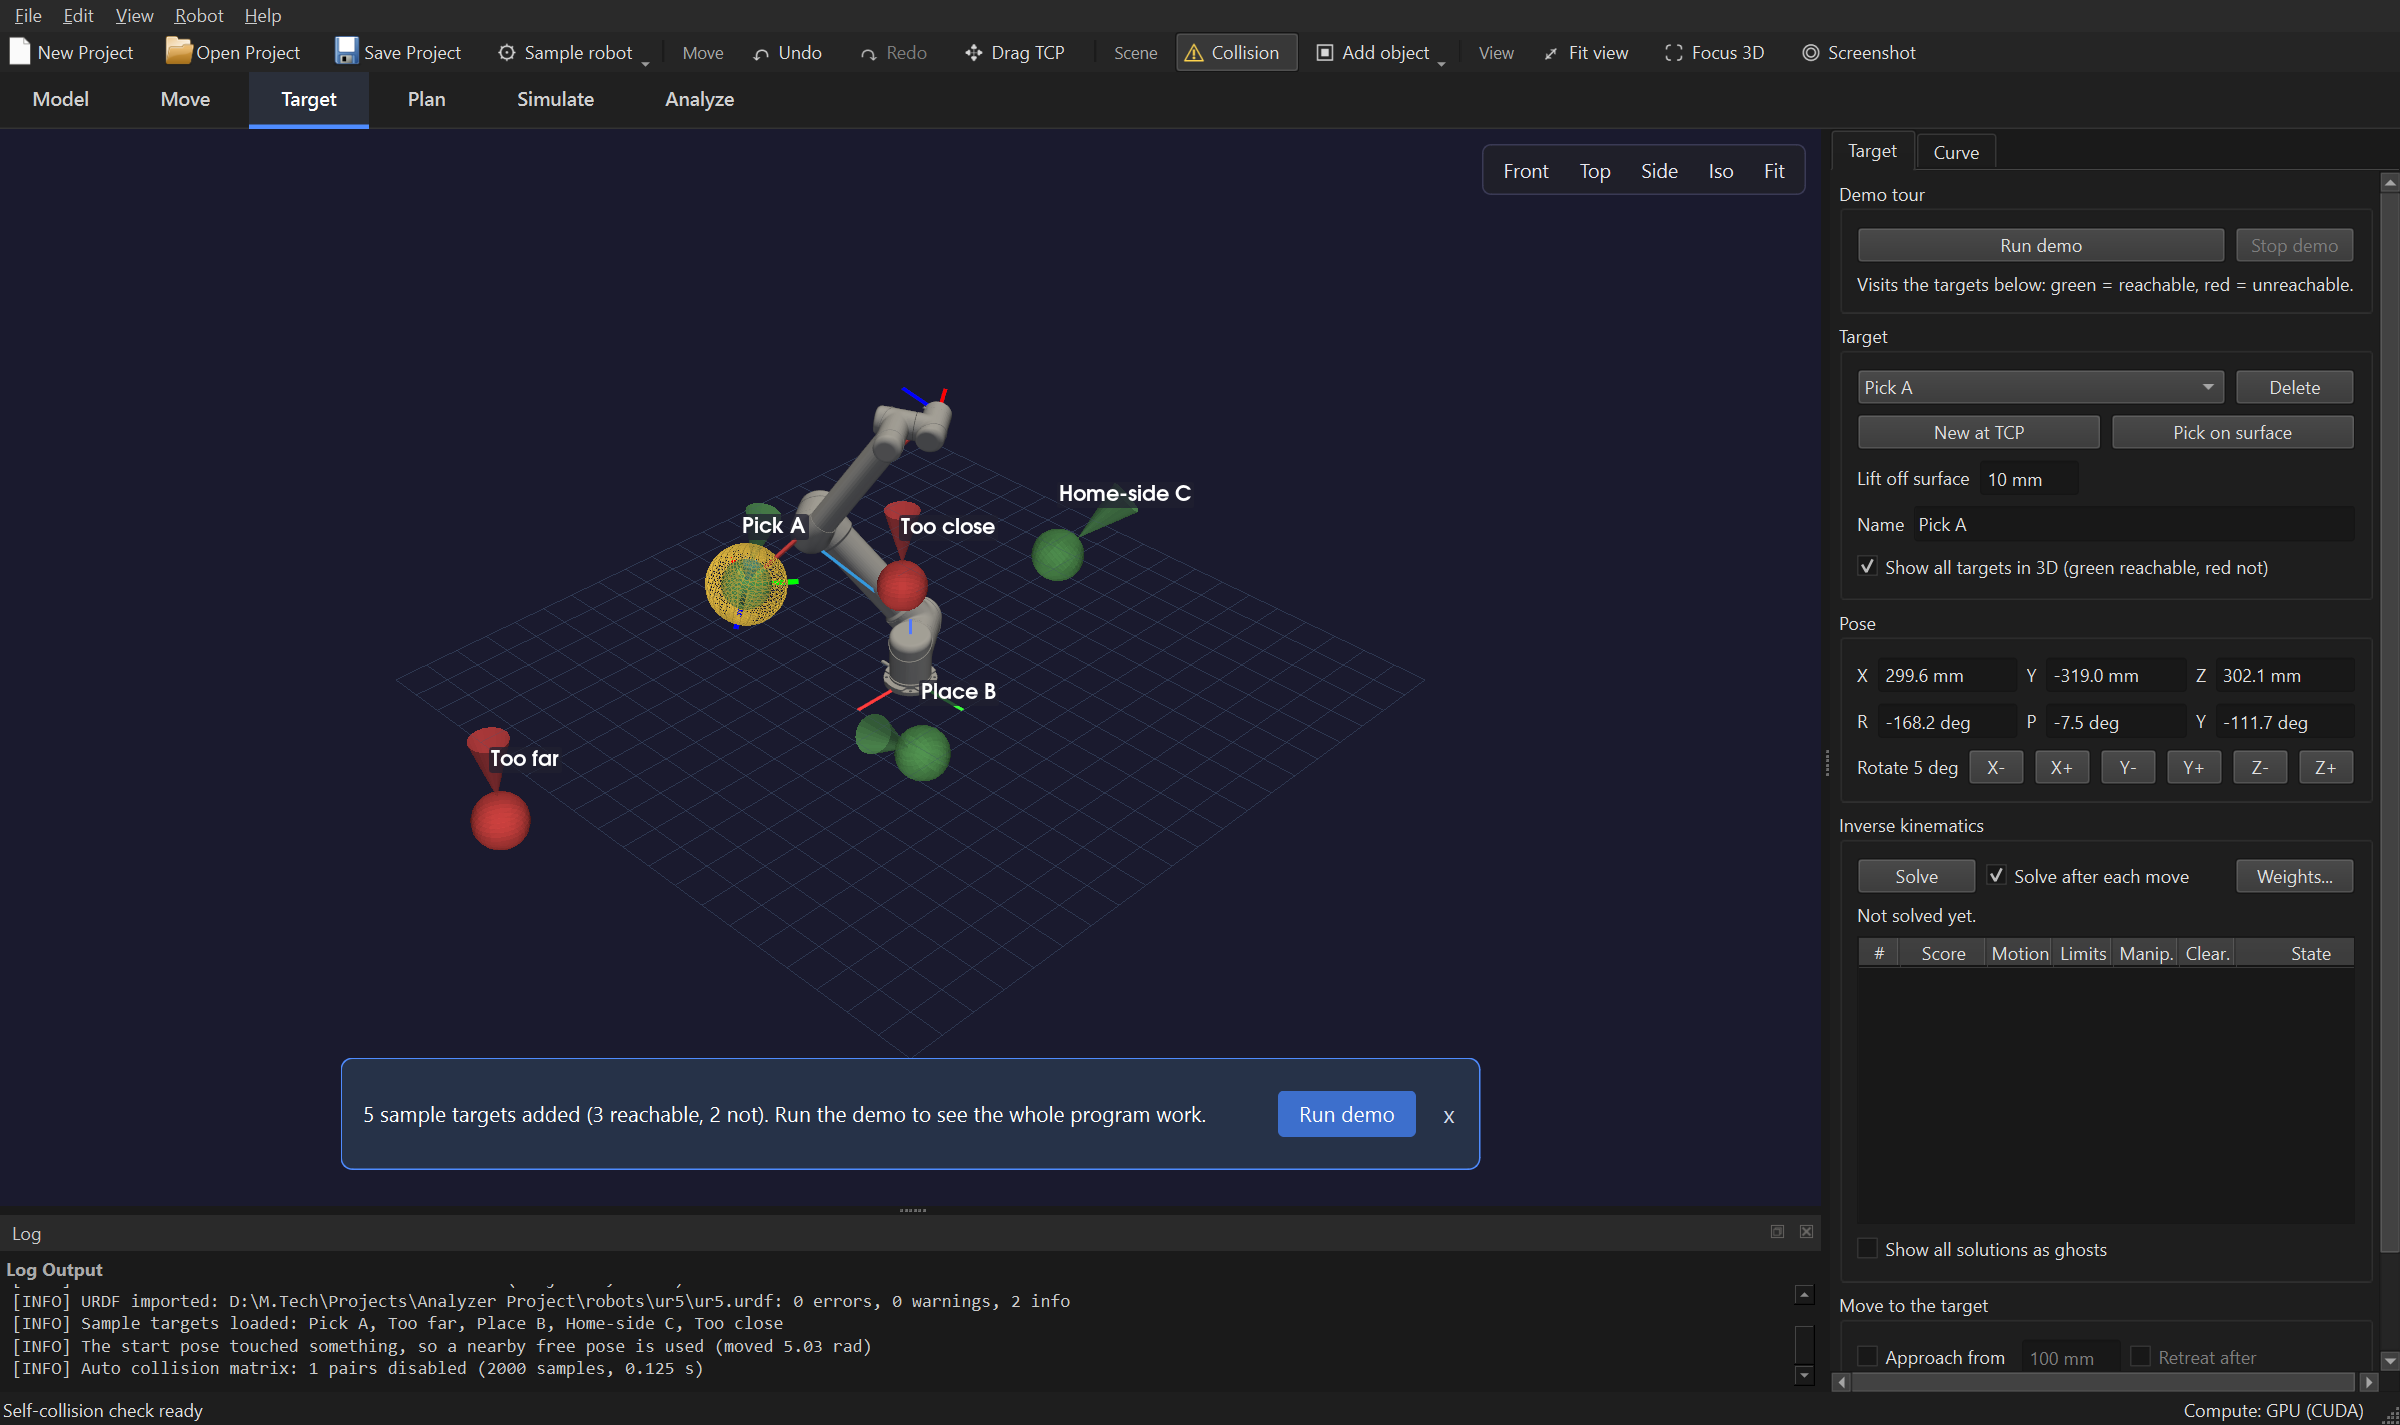 File Edit View Robot Help
New Project Open Project Save Project Sample robot Move Undo Redo Drag TCP Scene Collision Add object View Fit view Focus 3D Screenshot
Model Move Target Plan Simulate Analyze
Front Top Side Iso Fit
Home-side C
Pick A
Too close
Place B
Too far
5 sample targets added (3 reachable, 2 not). Run the demo to see the whole program work. Run demo x
Target Curve
Demo tour
Run demo Stop demo
Visits the targets below: green = reachable, red = unreachable.
Target
Pick A Delete
New at TCP Pick on surface
Lift off surface 10 mm
Name Pick A
Show all targets in 3D (green reachable, red not)
Pose
X 299.6 mm Y -319.0 mm Z 302.1 mm
R -168.2 deg P -7.5 deg Y -111.7 deg
Rotate 5 deg X- X+ Y- Y+ Z- Z+
Inverse kinematics
Solve Solve after each move Weights...
Not solved yet.
# Score Motion Limits Manip. Clear. State
Show all solutions as ghosts
Move to the target
Approach from 100 mm Retreat after
Log
Log Output
[INFO] URDF imported: D:\M.Tech\Projects\Analyzer Project\robots\ur5\ur5.urdf: 0 errors, 0 warnings, 2 info
[INFO] Sample targets loaded: Pick A, Too far, Place B, Home-side C, Too close
[INFO] The start pose touched something, so a nearby free pose is used (moved 5.03 rad)
[INFO] Auto collision matrix: 1 pairs disabled (2000 samples, 0.125 s)
Self-collision check ready
Compute: GPU (CUDA)